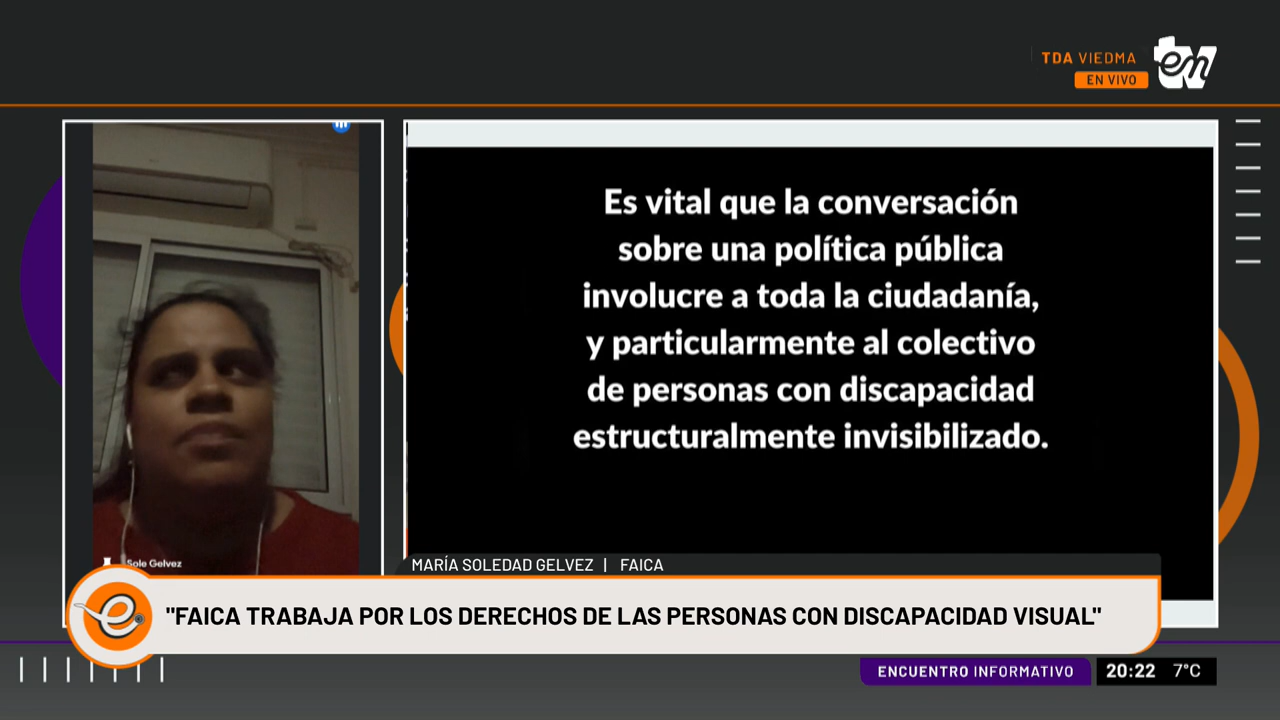 TDA VIEDMA
EN VIVO
em tv
Es vital que la conversación
sobre una política pública
involucre a toda la ciudadanía,
y particularmente al colectivo
de personas con discapacidad
estructuralmente invisibilizado.
Sole Gelvez
MARÍA SOLEDAD GELVEZ | FAICA
e
"FAICA TRABAJA POR LOS DERECHOS DE LAS PERSONAS CON DISCAPACIDAD VISUAL"
ENCUENTRO INFORMATIVO
20:22 7°C